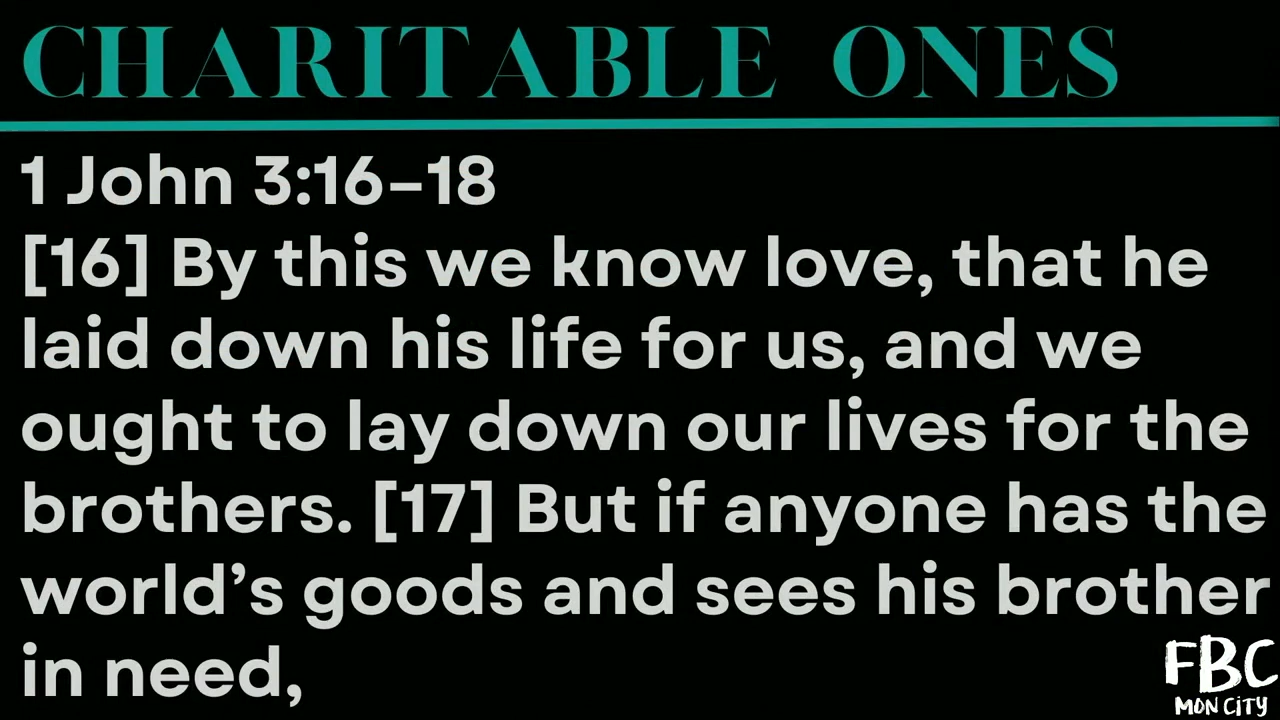 CHARITABLE ONES
1 John 3:16–18
[16] By this we know love, that he
laid down his life for us, and we
ought to lay down our lives for the
brothers. [17] But if anyone has the
world’s goods and sees his brother
in need,
FBC
MON CiTY